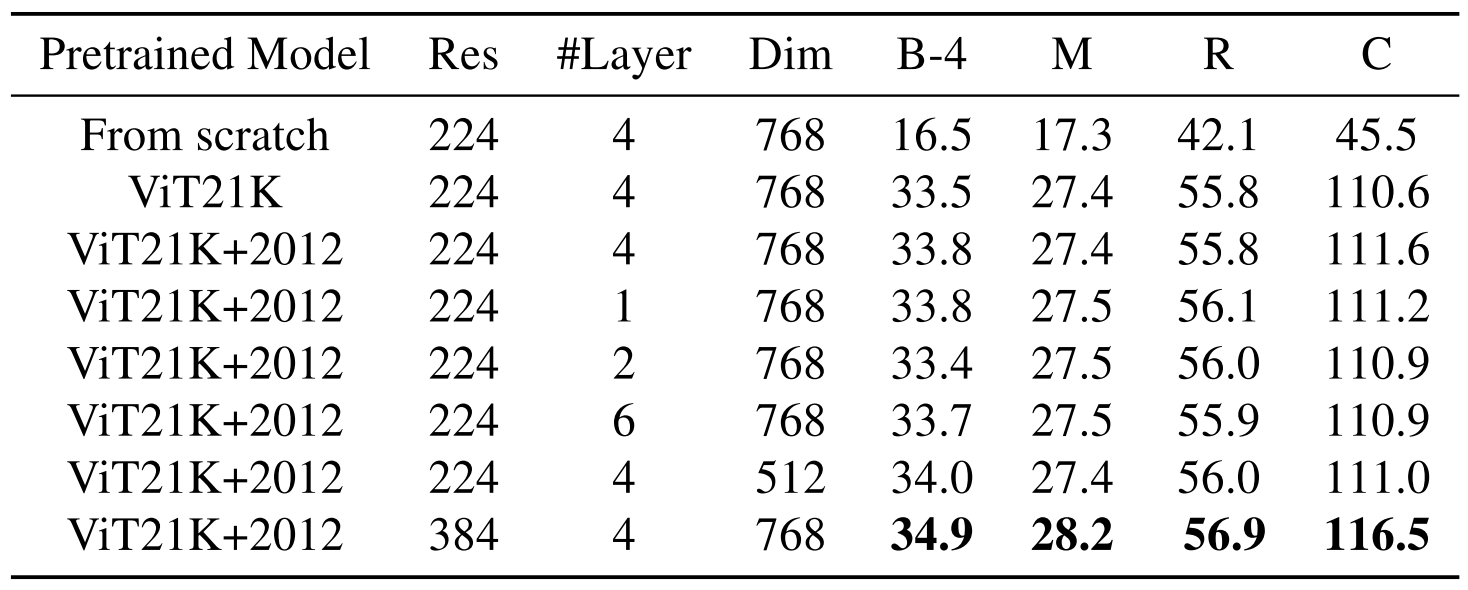 Pretrained Model Res #Layer Dim B-4 M R C
From scratch 224 4 768 16.5 17.3 42.1 45.5
ViT21K 224 4 768 33.5 27.4 55.8 110.6
ViT21K+2012 224 4 768 33.8 27.4 55.8 111.6
ViT21K+2012 224 1 768 33.8 27.5 56.1 111.2
ViT21K+2012 224 2 768 33.4 27.5 56.0 110.9
ViT21K+2012 224 6 768 33.7 27.5 55.9 110.9
ViT21K+2012 224 4 512 34.0 27.4 56.0 111.0
ViT21K+2012 384 4 768 34.9 28.2 56.9 116.5